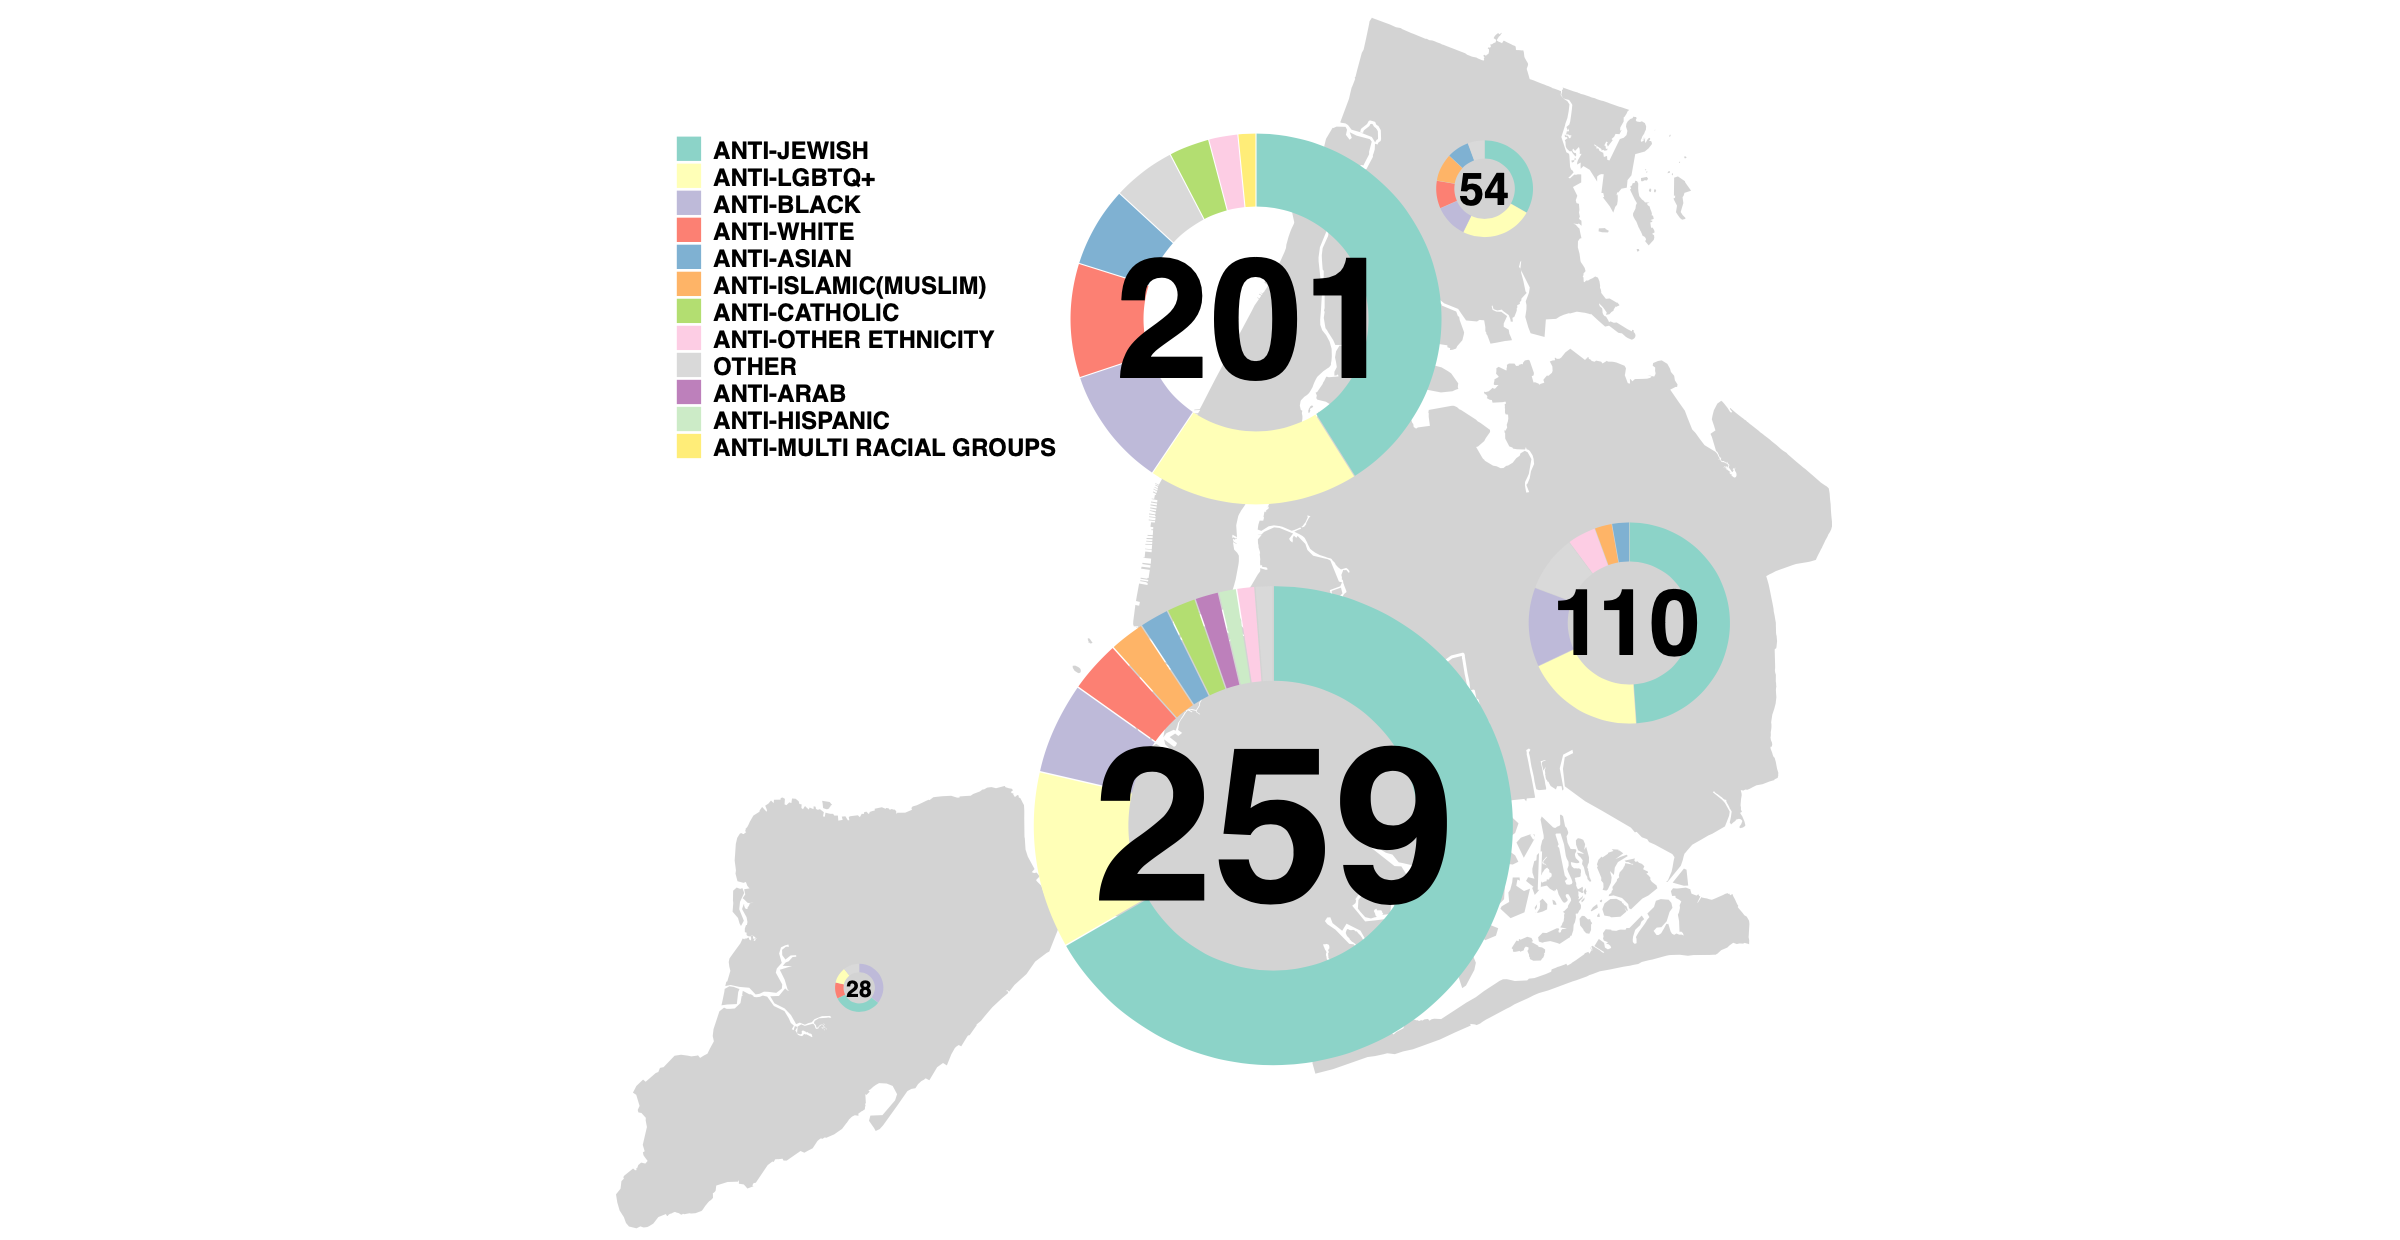 ANTI-JEWISH
ANTI-LGBTQ+
ANTI-BLACK
ANTI-WHITE
ANTI-ASIAN
ANTI-ISLAMIC(MUSLIM)
ANTI-CATHOLIC
ANTI-OTHER ETHNICITY
OTHER
ANTI-ARAB
ANTI-HISPANIC
ANTI-MULTI RACIAL GROUPS
201
54
110
259
28